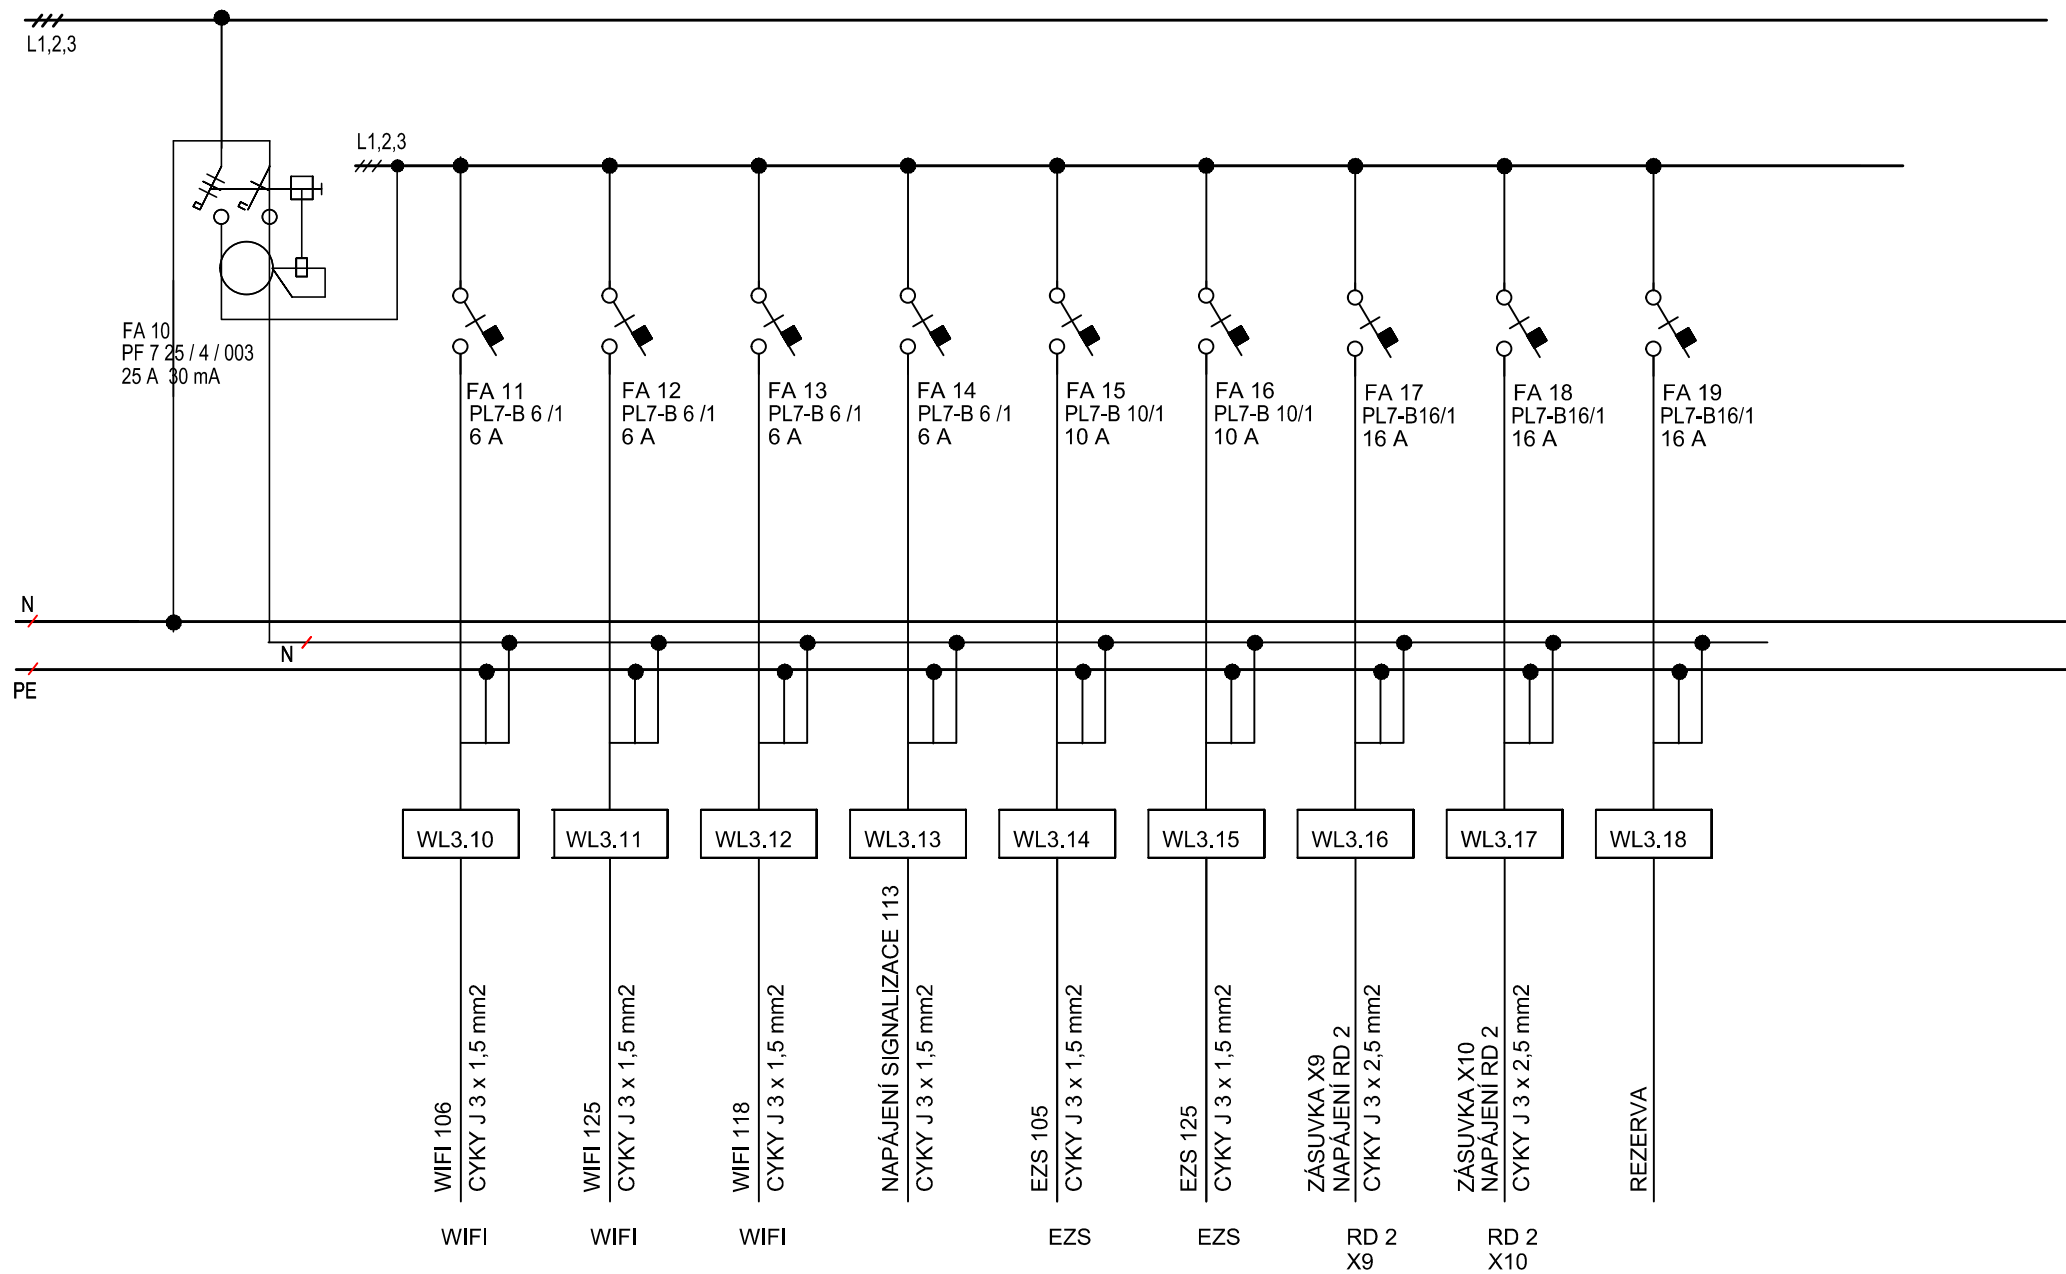 L1,2,3
L1,2,3
FA 10
PF 7 25 / 4 / 003
25 A 30 mA
FA 11
PL7-B 6 /1
6 A
FA 12
PL7-B 6 /1
6 A
FA 13
PL7-B 6 /1
6 A
FA 14
PL7-B 6 /1
6 A
FA 15
PL7-B 10/1
10 A
FA 16
PL7-B 10/1
10 A
FA 17
PL7-B16/1
16 A
FA 18
PL7-B16/1
16 A
FA 19
PL7-B16/1
16 A
N
N
PE
WL3.10
WL3.11
WL3.12
WL3.13
WL3.14
WL3.15
WL3.16
WL3.17
WL3.18
WIFI 106
CYKY J 3 x 1,5 mm2
WIFI 125
CYKY J 3 x 1,5 mm2
WIFI 118
CYKY J 3 x 1,5 mm2
NAPÁJENÍ SIGNALIZACE 113
CYKY J 3 x 1,5 mm2
EZS 105
CYKY J 3 x 1,5 mm2
EZS 125
CYKY J 3 x 1,5 mm2
ZÁSUVKA X9
NAPÁJENÍ RD 2
CYKY J 3 x 2,5 mm2
ZÁSUVKA X10
NAPÁJENÍ RD 2
CYKY J 3 x 2,5 mm2
REZERVA
WIFI
WIFI
WIFI
EZS
EZS
RD 2
X9
RD 2
X10